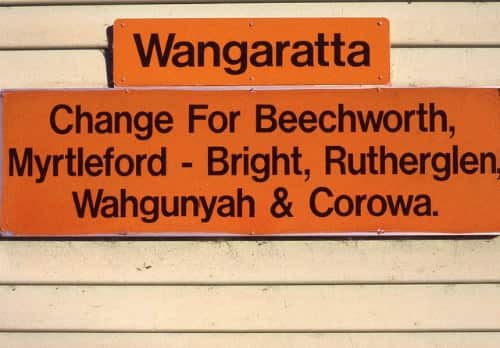 Wangaratta
Change For Beechworth,
Myrtleford - Bright, Rutherglen,
Wahgunyah & Corowa.